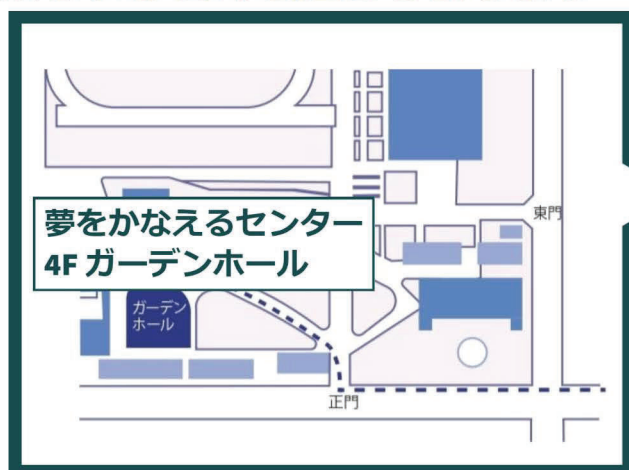 夢をかなえるセンター
4F ガーデンホール
東門
ガーデン
ホール
正門